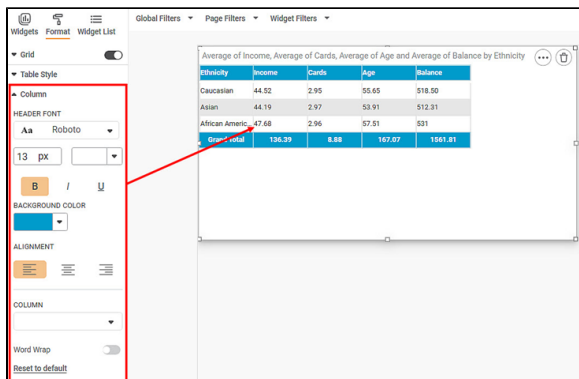 Widgets Format Widget List
Global Filters Page Filters Widget Filters
Grid
Table Style
Column
HEADER FONT
Aa Roboto
13 px
B I U
BACKGROUND COLOR
ALIGNMENT
COLUMN
Word Wrap
Reset to default
Average of Income, Average of Cards, Average of Age and Average of Balance by Ethnicity
Ethnicity Income Cards Age Balance
Caucasian 44.52 2.95 55.65 518.50
Asian 44.19 2.97 53.91 512.31
African Americ... 47.68 2.96 57.51 531
Grand Total 136.39 8.88 167.07 1561.81